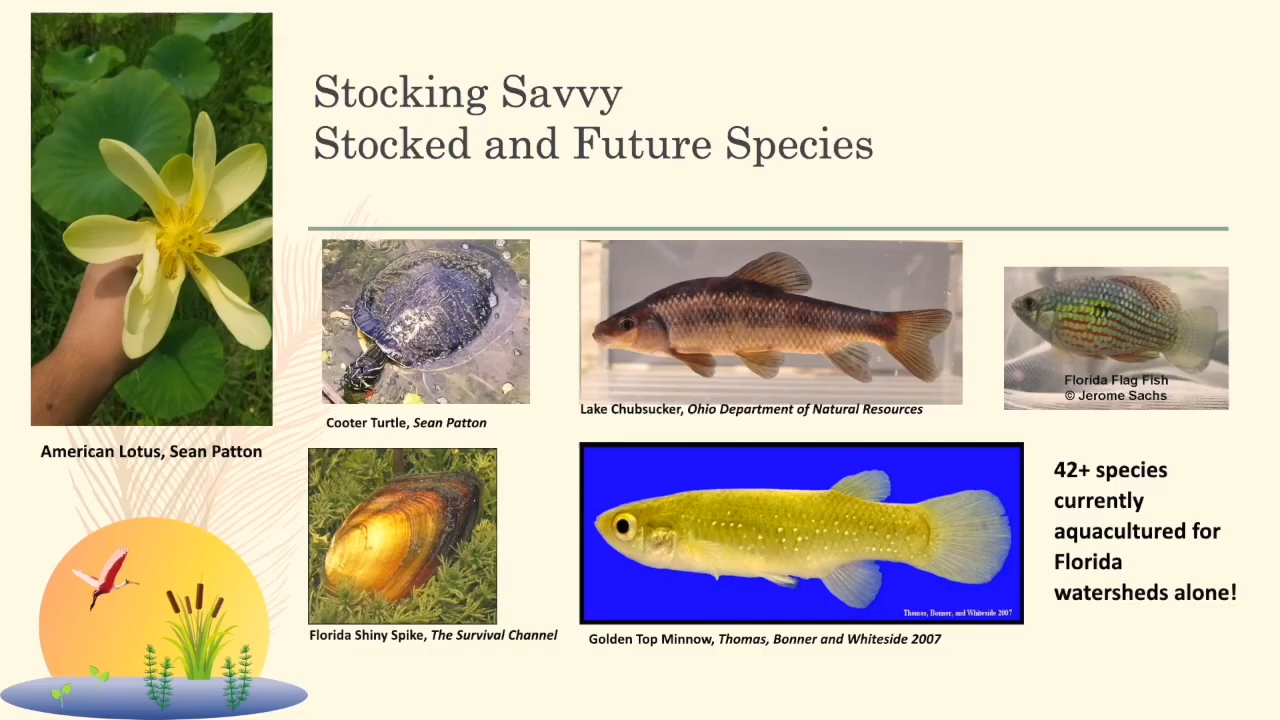 Stocking Savvy
Stocked and Future Species
American Lotus, Sean Patton
Cooter Turtle, Sean Patton
Lake Chubsucker, Ohio Department of Natural Resources
Florida Flag Fish
© Jerome Sachs
Florida Shiny Spike, The Survival Channel
Thomas, Bonner, and Whiteside 2007
Golden Top Minnow, Thomas, Bonner and Whiteside 2007
42+ species
currently
aquacultured for
Florida
watersheds alone!